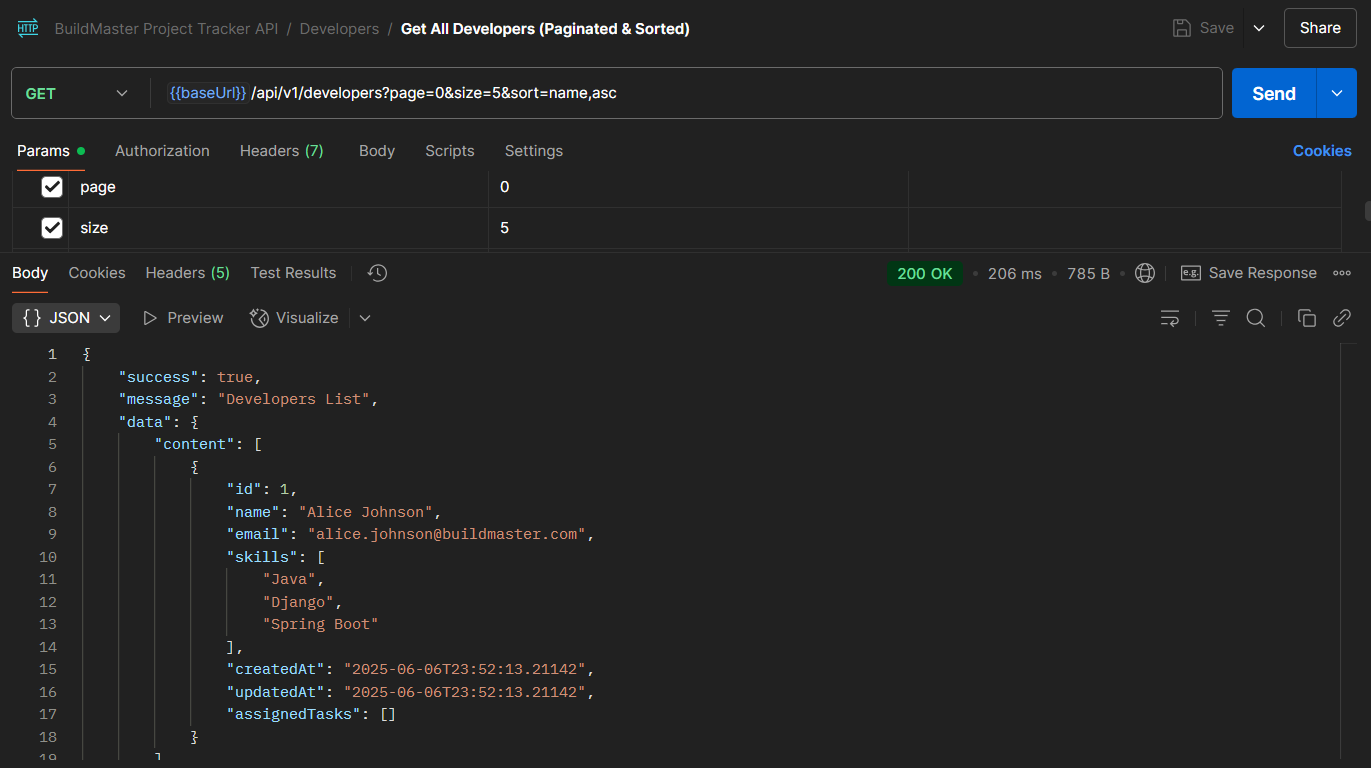 HTTP BuildMaster Project Tracker API / Developers / Get All Developers (Paginated & Sorted) Save Share
GET {{baseUrl}} /api/v1/developers?page=0&size=5&sort=name,asc Send
Params Authorization Headers (7) Body Scripts Settings Cookies
page 0
size 5
Body Cookies Headers (5) Test Results 200 OK • 206 ms • 785 B • e.g. Save Response
{} JSON Preview Visualize
1 {
2 "success": true,
3 "message": "Developers List",
4 "data": {
5 "content": [
6 {
7 "id": 1,
8 "name": "Alice Johnson",
9 "email": "alice.johnson@buildmaster.com",
10 "skills": [
11 "Java",
12 "Django",
13 "Spring Boot"
14 ],
15 "createdAt": "2025-06-06T23:52:13.21142",
16 "updatedAt": "2025-06-06T23:52:13.21142",
17 "assignedTasks": []
18 }
19 ]